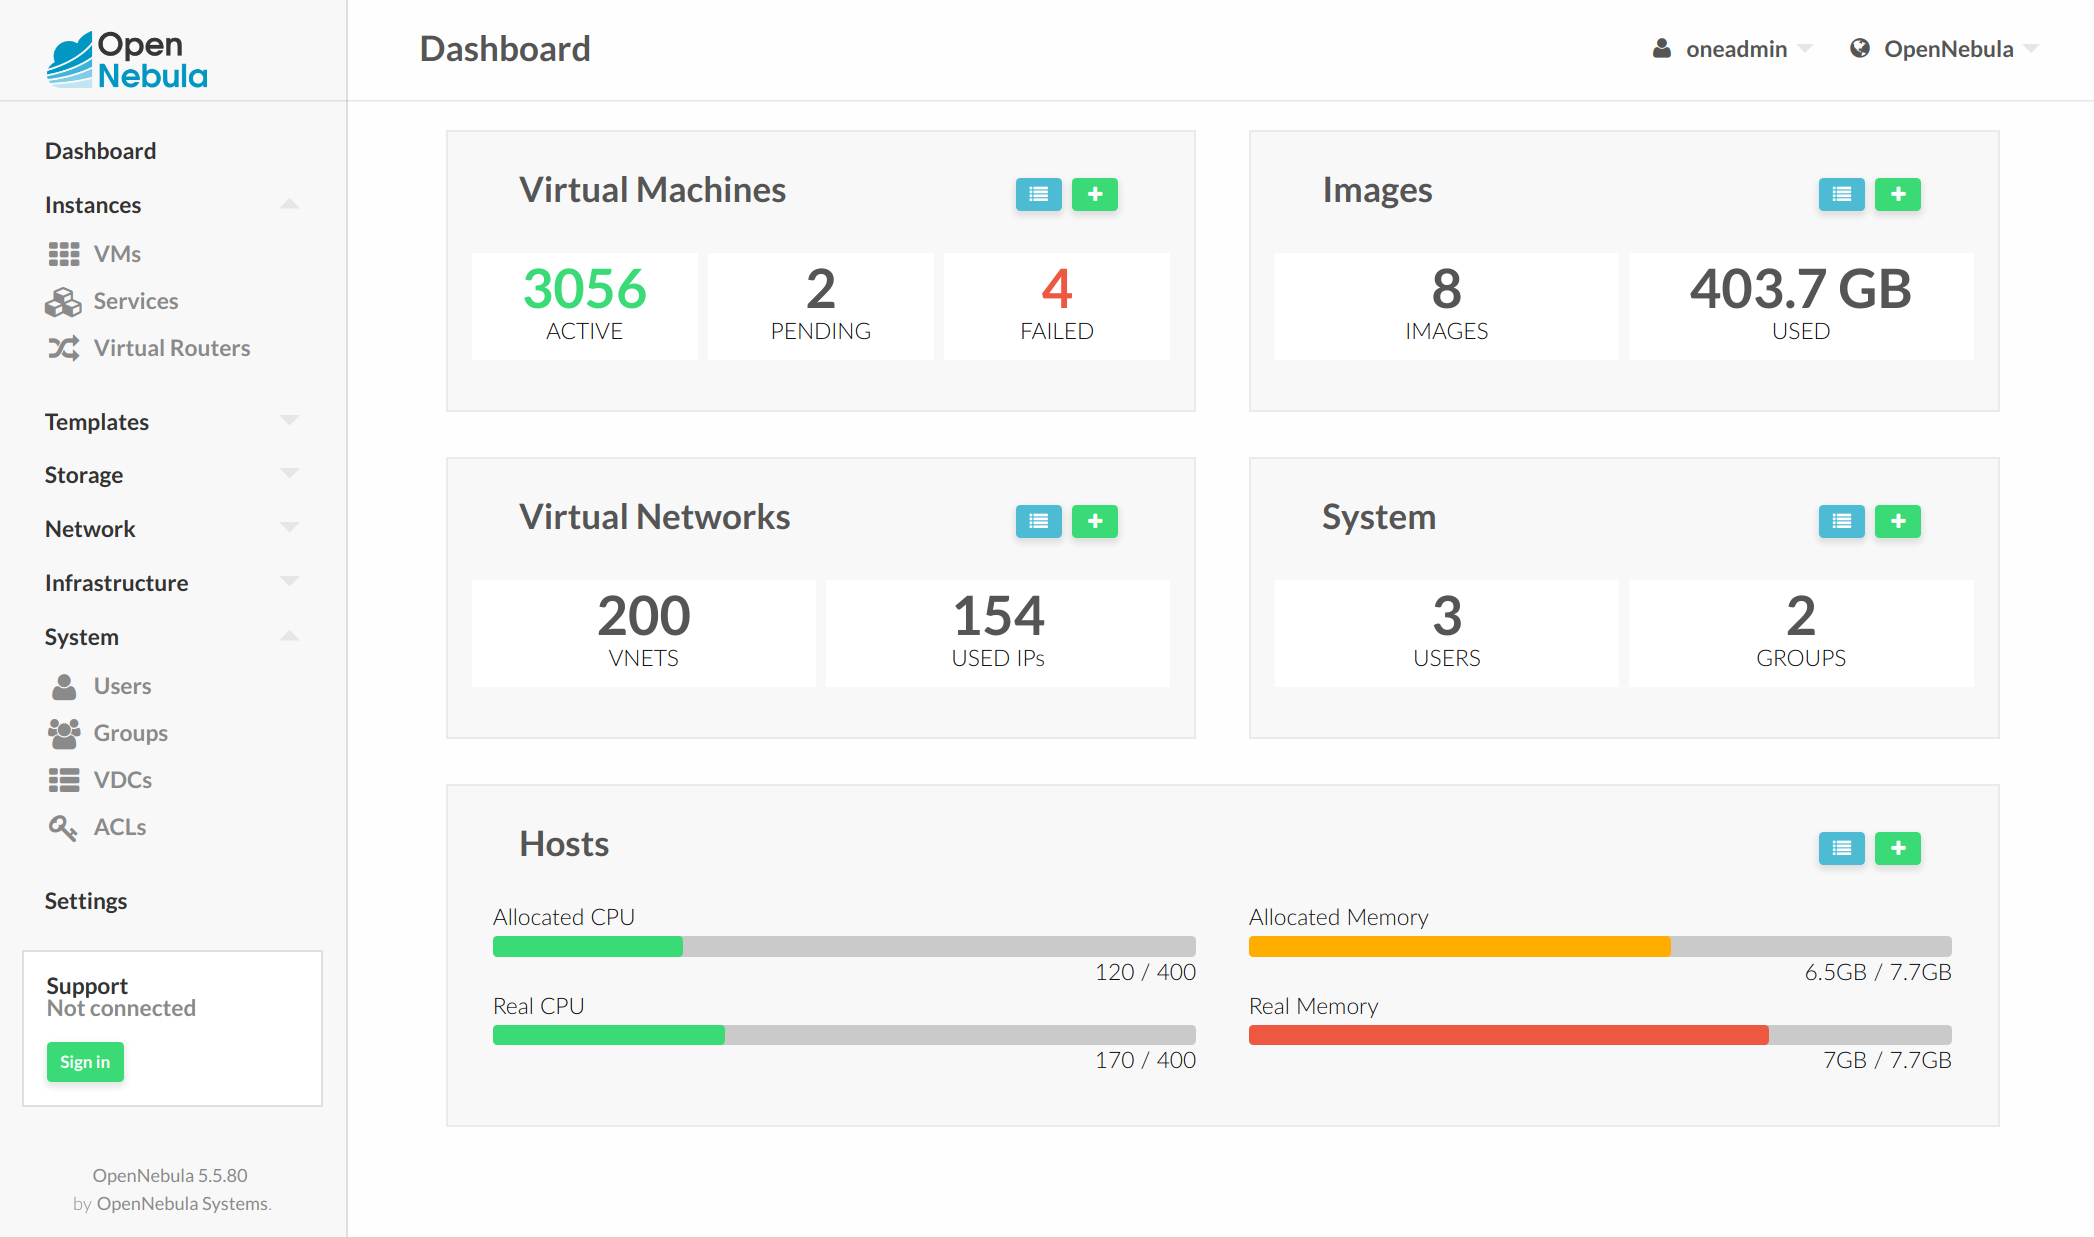 Open
Nebula
Dashboard
oneadmin
OpenNebula
Dashboard
Instances
VMs
Services
Virtual Routers
Templates
Storage
Network
Infrastructure
System
Users
Groups
VDCs
ACLs
Settings
Support
Not connected
Sign in
OpenNebula 5.5.80
by OpenNebula Systems.
Virtual Machines
3056
ACTIVE
2
PENDING
4
FAILED
Images
8
IMAGES
403.7 GB
USED
Virtual Networks
200
VNETS
154
USED IPs
System
3
USERS
2
GROUPS
Hosts
Allocated CPU
120 / 400
Real CPU
170 / 400
Allocated Memory
6.5GB / 7.7GB
Real Memory
7GB / 7.7GB